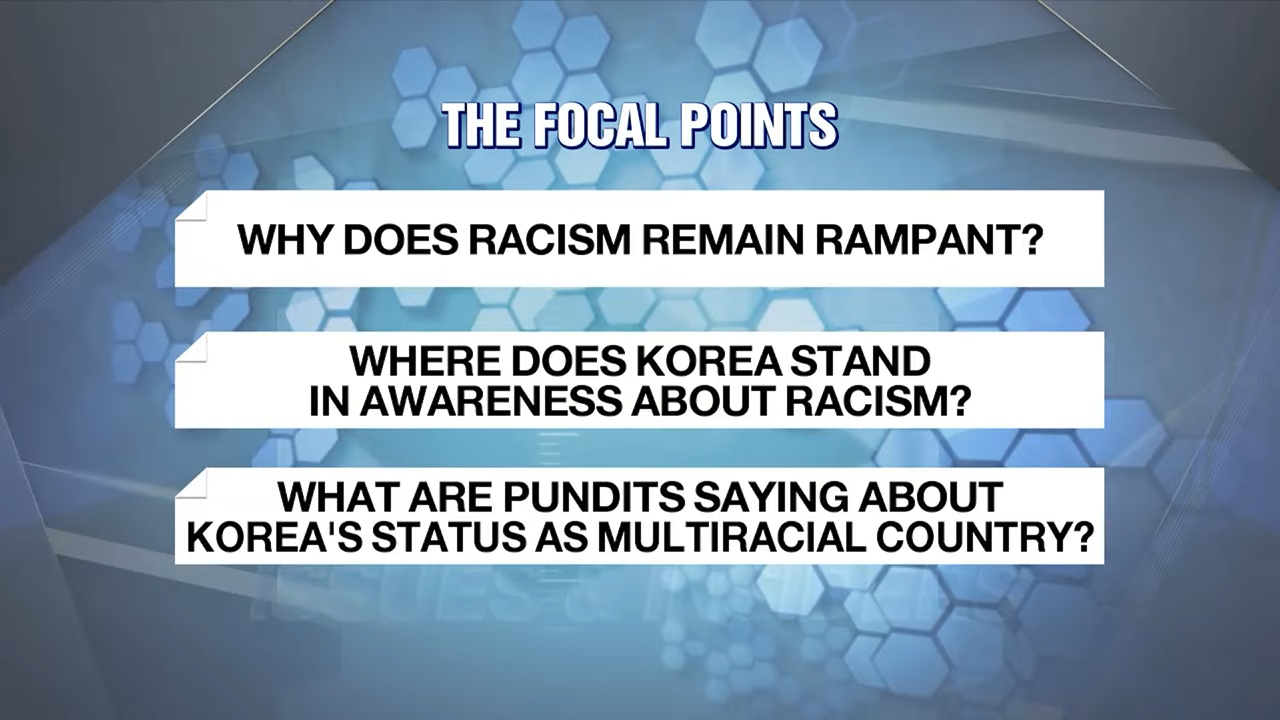 THE FOCAL POINTS
WHY DOES RACISM REMAIN RAMPANT?
WHERE DOES KOREA STAND
IN AWARENESS ABOUT RACISM?
WHAT ARE PUNDITS SAYING ABOUT
KOREA'S STATUS AS MULTIRACIAL COUNTRY?